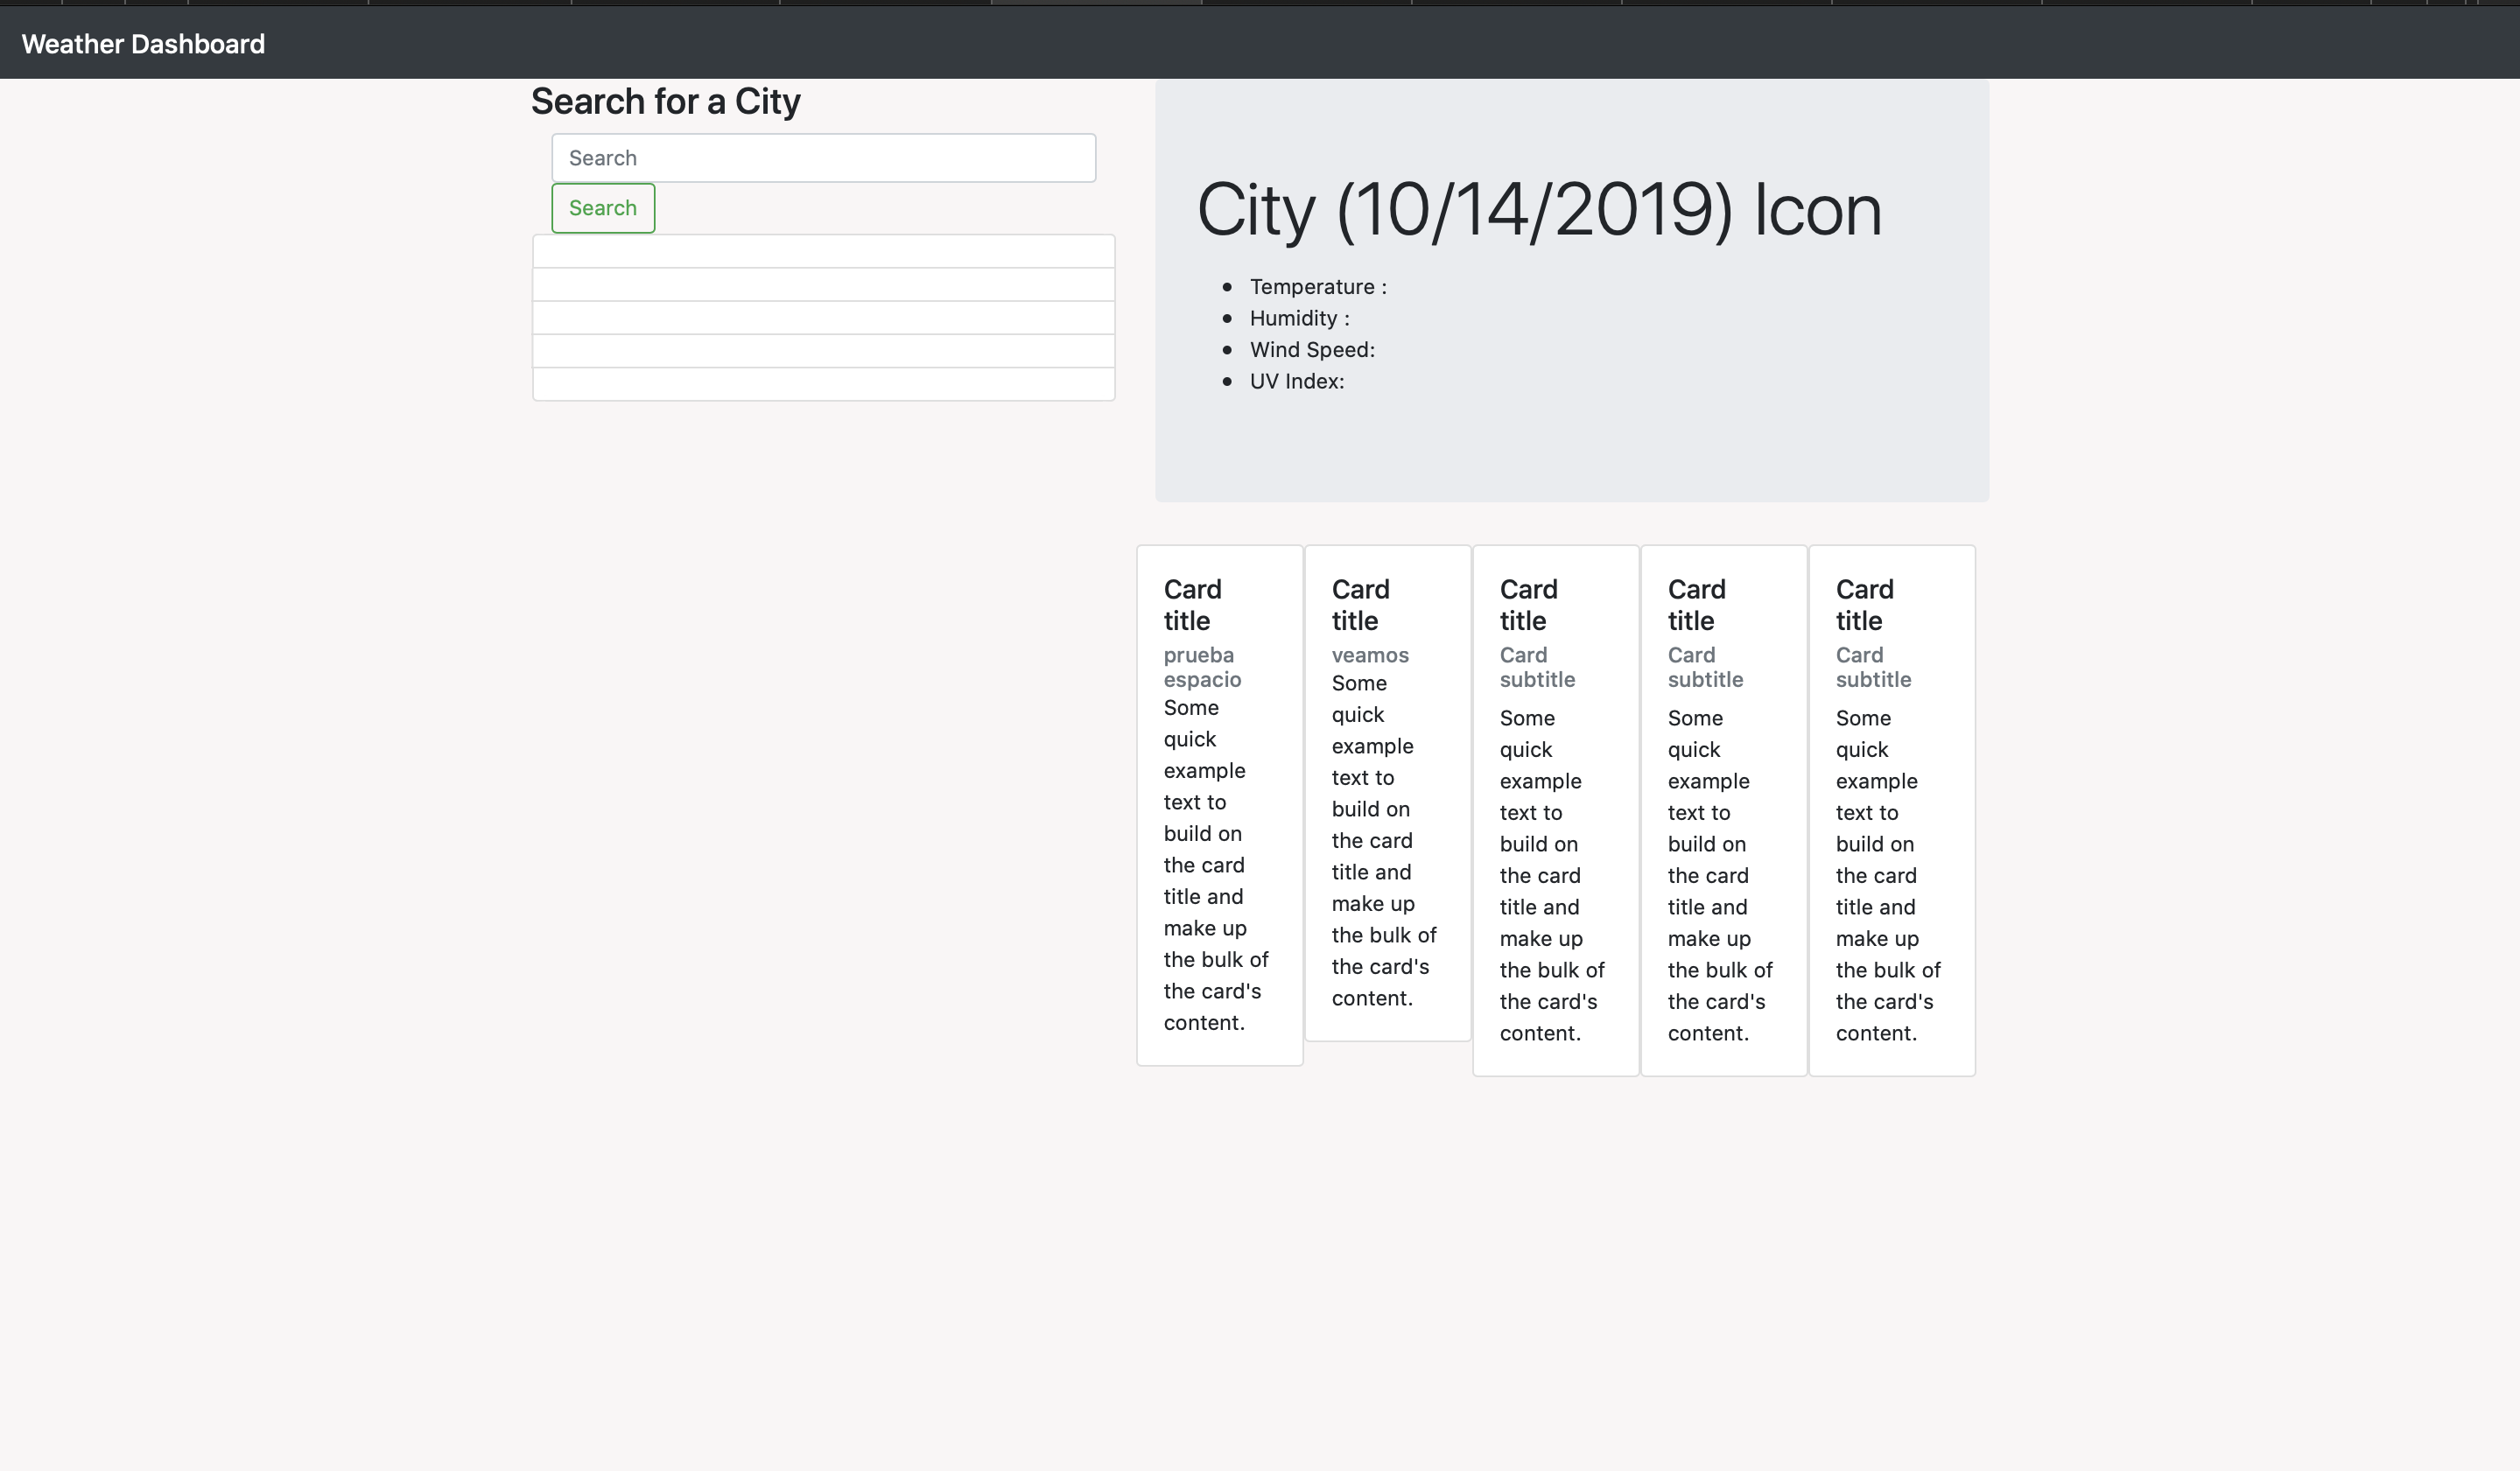 Weather Dashboard
Search for a City
Search
Search
City (10/14/2019) Icon
Temperature :
Humidity :
Wind Speed:
UV Index:
Card
title
prueba
espacio
Some
quick
example
text to
build on
the card
title and
make up
the bulk of
the card's
content.
Card
title
veamos
Some
quick
example
text to
build on
the card
title and
make up
the bulk of
the card's
content.
Card
title
Card
subtitle
Some
quick
example
text to
build on
the card
title and
make up
the bulk of
the card's
content.
Card
title
Card
subtitle
Some
quick
example
text to
build on
the card
title and
make up
the bulk of
the card's
content.
Card
title
Card
subtitle
Some
quick
example
text to
build on
the card
title and
make up
the bulk of
the card's
content.